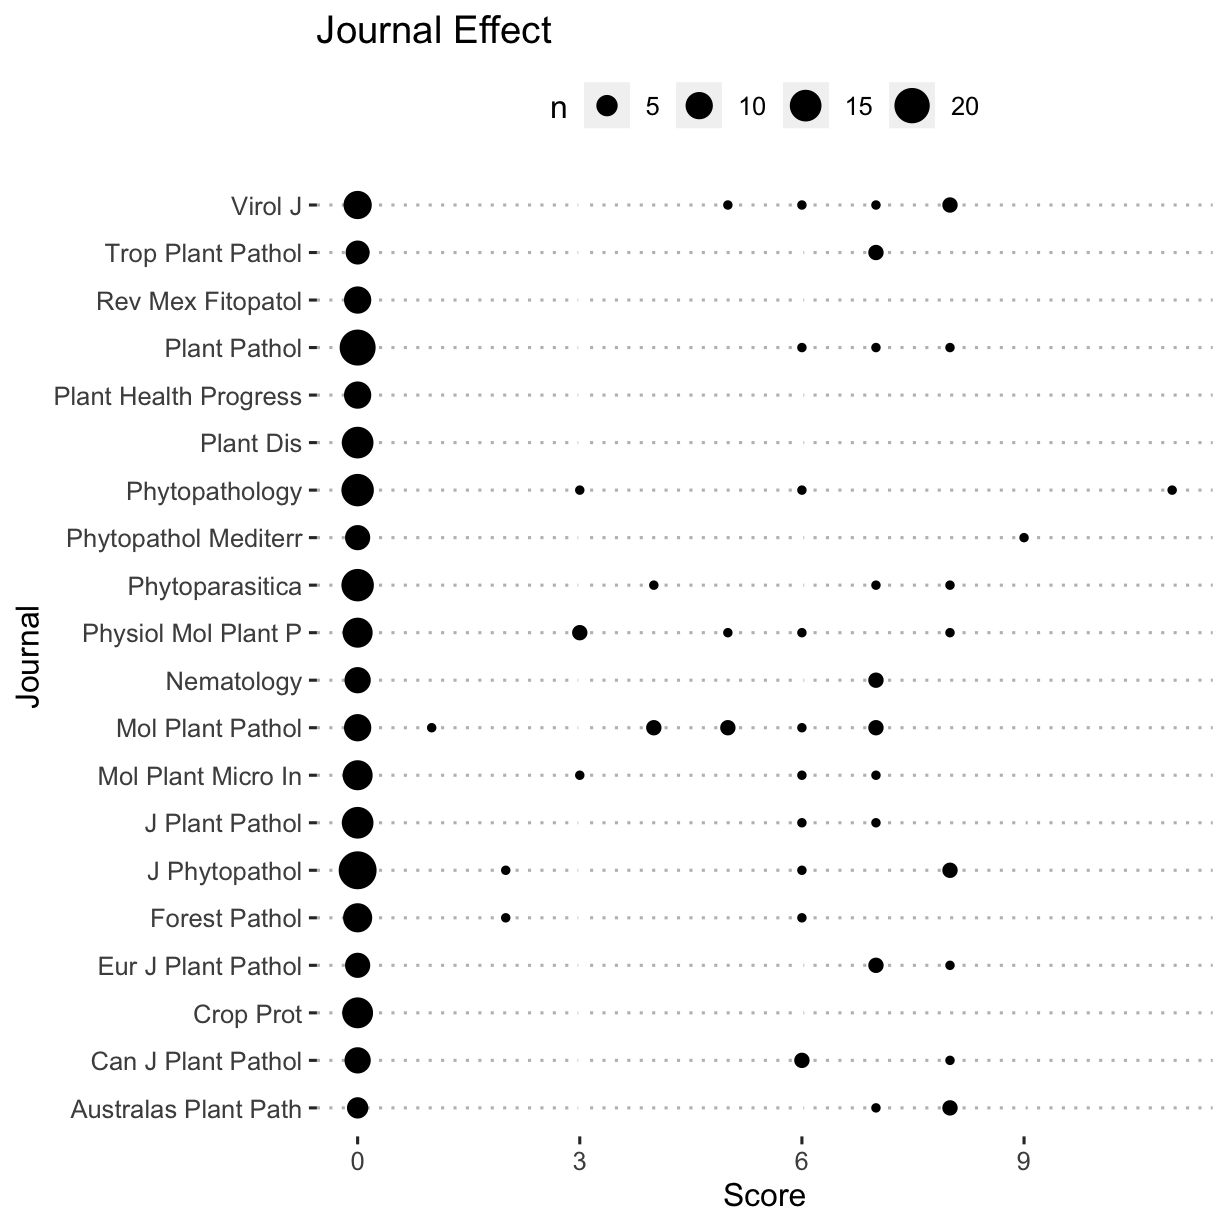 Journal Effect
n 5 10 15 20
Virol J
Trop Plant Pathol
Rev Mex Fitopatol
Plant Pathol
Plant Health Progress
Plant Dis
Phytopathology
Phytopathol Mediterr
Phytoparasitica
Physiol Mol Plant P
Nematology
Mol Plant Pathol
Mol Plant Micro In
J Plant Pathol
J Phytopathol
Forest Pathol
Eur J Plant Pathol
Crop Prot
Can J Plant Pathol
Australas Plant Path
Journal
0 3 6 9
Score